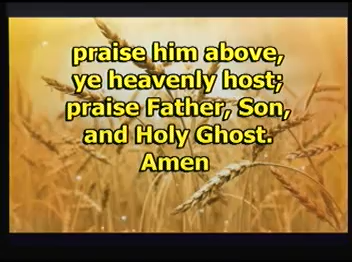 praise him above,
ye heavenly host;
praise Father, Son,
and Holy Ghost.
Amen